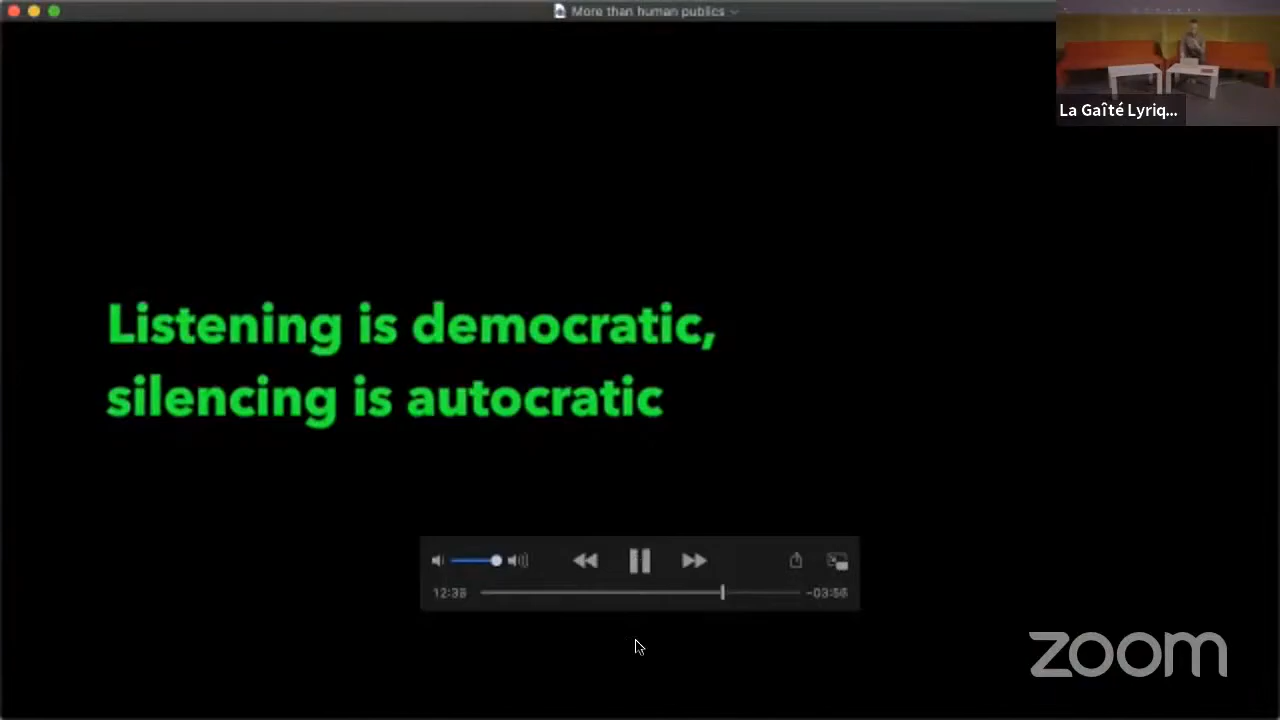 More than human publics
La Gaîté Lyriq...
Listening is democratic,
silencing is autocratic
12:38
-03:56
zoom